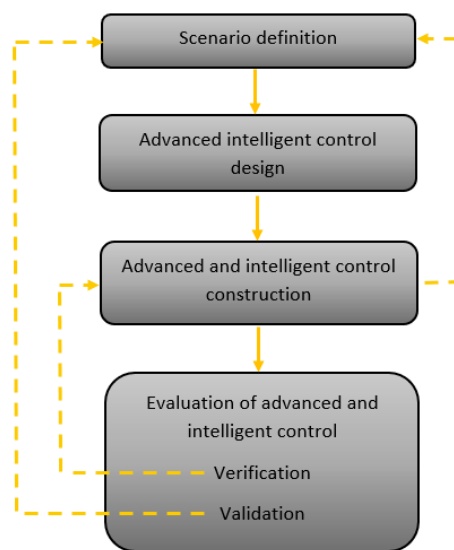 Scenario definition
Advanced intelligent control
design
Advanced and intelligent control
construction
Evaluation of advanced and
intelligent control
Verification
Validation